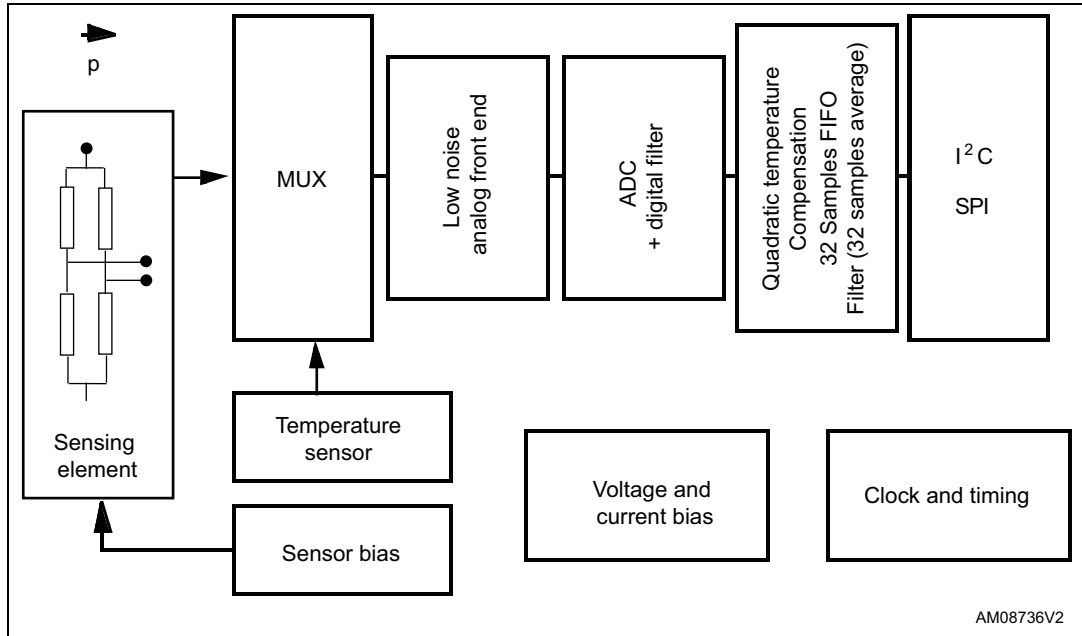 p
Sensing
element
MUX
Low noise
analog front end
ADC
+ digital filter
Quadratic temperature
Compensation
32 Samples FIFO
Filter (32 samples average)
I²C
SPI
Temperature
sensor
Sensor bias
Voltage and
current bias
Clock and timing
AM08736V2